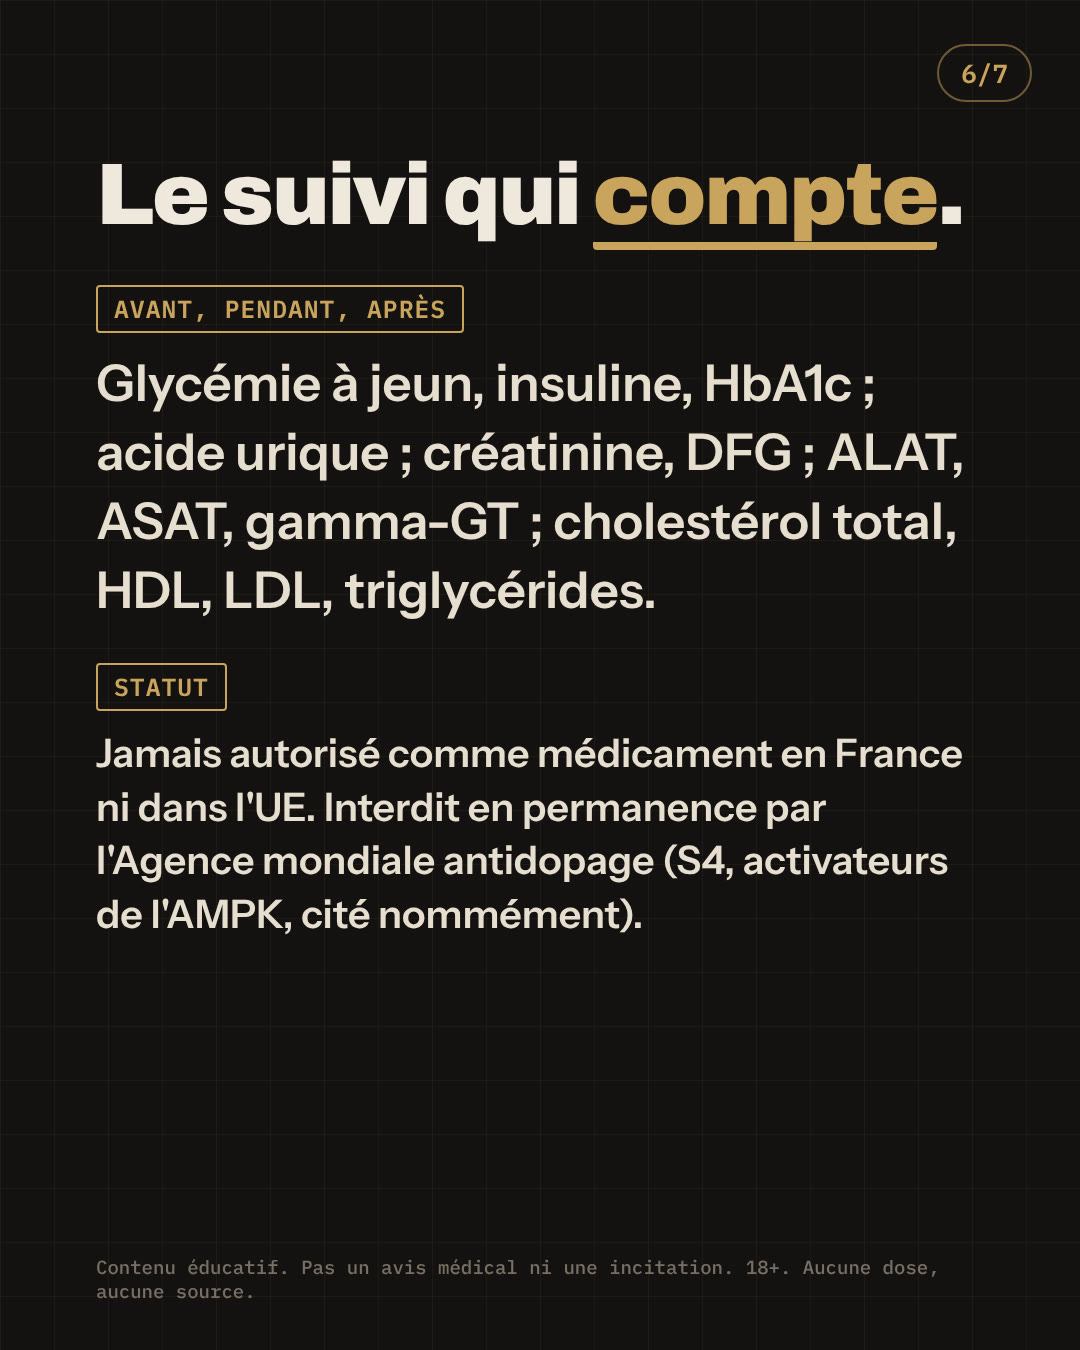 6/7
Le suivi qui compte.
AVANT, PENDANT, APRÈS
Glycémie à jeun, insuline, HbA1c ;
acide urique ; créatinine, DFG ; ALAT,
ASAT, gamma-GT ; cholestérol total,
HDL, LDL, triglycérides.
STATUT
Jamais autorisé comme médicament en France
ni dans l'UE. Interdit en permanence par
l'Agence mondiale antidopage (S4, activateurs
de l'AMPK, cité nommément).
Contenu éducatif. Pas un avis médical ni une incitation. 18+. Aucune dose,
aucune source.